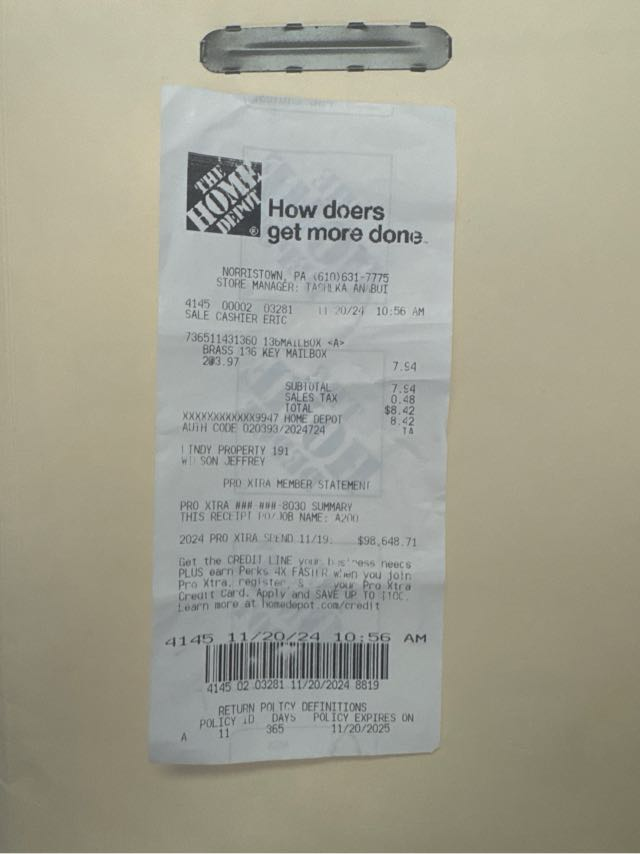 THE
HOME
DEPOT
®
How doers
get more done™
NORRISTOWN, PA (610)631-7775
STORE MANAGER:
4145 00002 03281 11/20/24 10:56 AM
SALE CASHIER ERIC
736511431360 136MAILBOX <A>
BRASS 136 KEY MAILBOX
2@3.97 7.94
SUBTOTAL 7.94
SALES TAX 0.48
TOTAL $8.42
XXXXXXXXXXXX9947 HOME DEPOT 8.42
AUTH CODE 020393/2024724 TA
LINDY PROPERTY 191
WILSON JEFFREY
PRO XTRA MEMBER STATEMENT
PRO XTRA ###-###-8030 SUMMARY
THIS RECEIPT PO/JOB NAME: A200
2024 PRO XTRA SPEND 11/19: $98,648.71
Get the CREDIT LINE your business needs
PLUS earn Perks 4X FASTER when you join
Pro Xtra, register, & your Pro Xtra
Credit Card. Apply and SAVE UP TO $100.
Learn more at homedepot.com/credit
4145 11/20/24 10:56 AM
4145 02 03281 11/20/2024 8819
RETURN POLICY DEFINITIONS
POLICY ID DAYS POLICY EXPIRES ON
A 11 365 11/20/2025